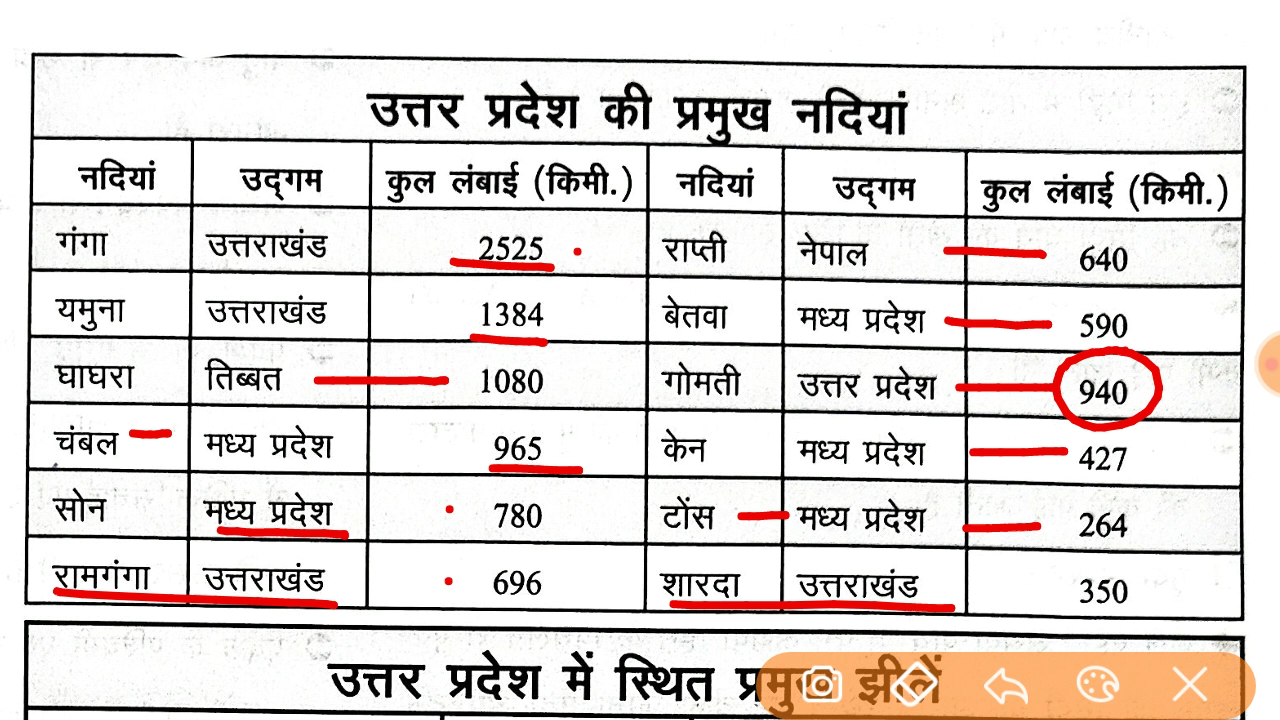 उत्तर प्रदेश की प्रमुख नदियां
नदियां उद्गम कुल लंबाई (किमी.) नदियां उद्गम कुल लंबाई (किमी.)
गंगा उत्तराखंड 2525 राप्ती नेपाल 640
यमुना उत्तराखंड 1384 बेतवा मध्य प्रदेश 590
घाघरा तिब्बत 1080 गोमती उत्तर प्रदेश 940
चंबल मध्य प्रदेश 965 केन मध्य प्रदेश 427
सोन मध्य प्रदेश 780 टोंस मध्य प्रदेश 264
रामगंगा उत्तराखंड 696 शारदा उत्तराखंड 350
उत्तर प्रदेश में स्थित प्रमुख झीलें